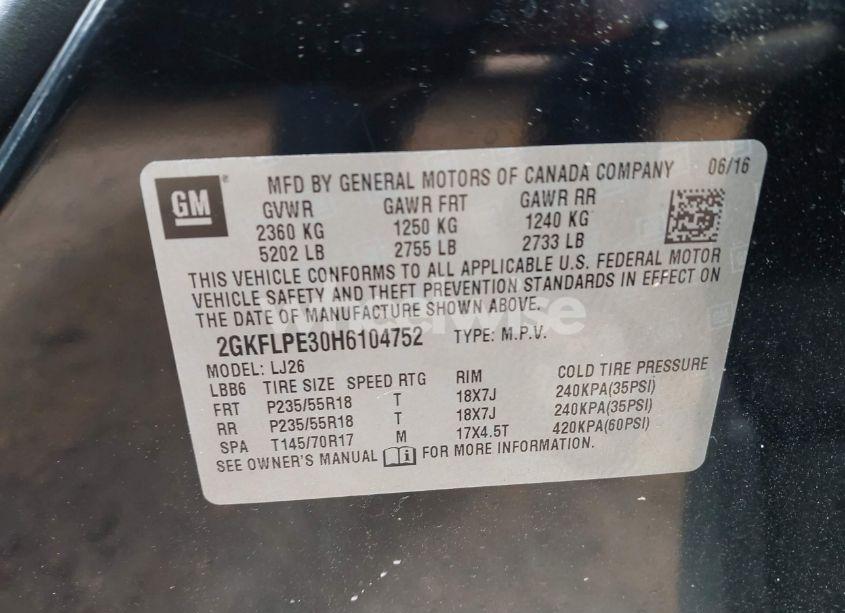 GM ® MFD BY GENERAL MOTORS OF CANADA COMPANY 06/16
GVWR GAWR FRT GAWR RR
2360 KG 1250 KG 1240 KG
5202 LB 2755 LB 2733 LB
THIS VEHICLE CONFORMS TO ALL APPLICABLE U.S. FEDERAL MOTOR
VEHICLE SAFETY AND THEFT PREVENTION STANDARDS IN EFFECT ON
THE DATE OF MANUFACTURE SHOWN ABOVE.
wheelwise
2GKFLPE30H6104752 TYPE: M.P.V.
MODEL: LJ26
LBB6 TIRE SIZE SPEED RTG RIM COLD TIRE PRESSURE
FRT P235/55R18 T 18X7J 240KPA(35PSI)
RR P235/55R18 T 18X7J 240KPA(35PSI)
SPA T145/70R17 M 17X4.5T 420KPA(60PSI)
SEE OWNER'S MANUAL FOR MORE INFORMATION.